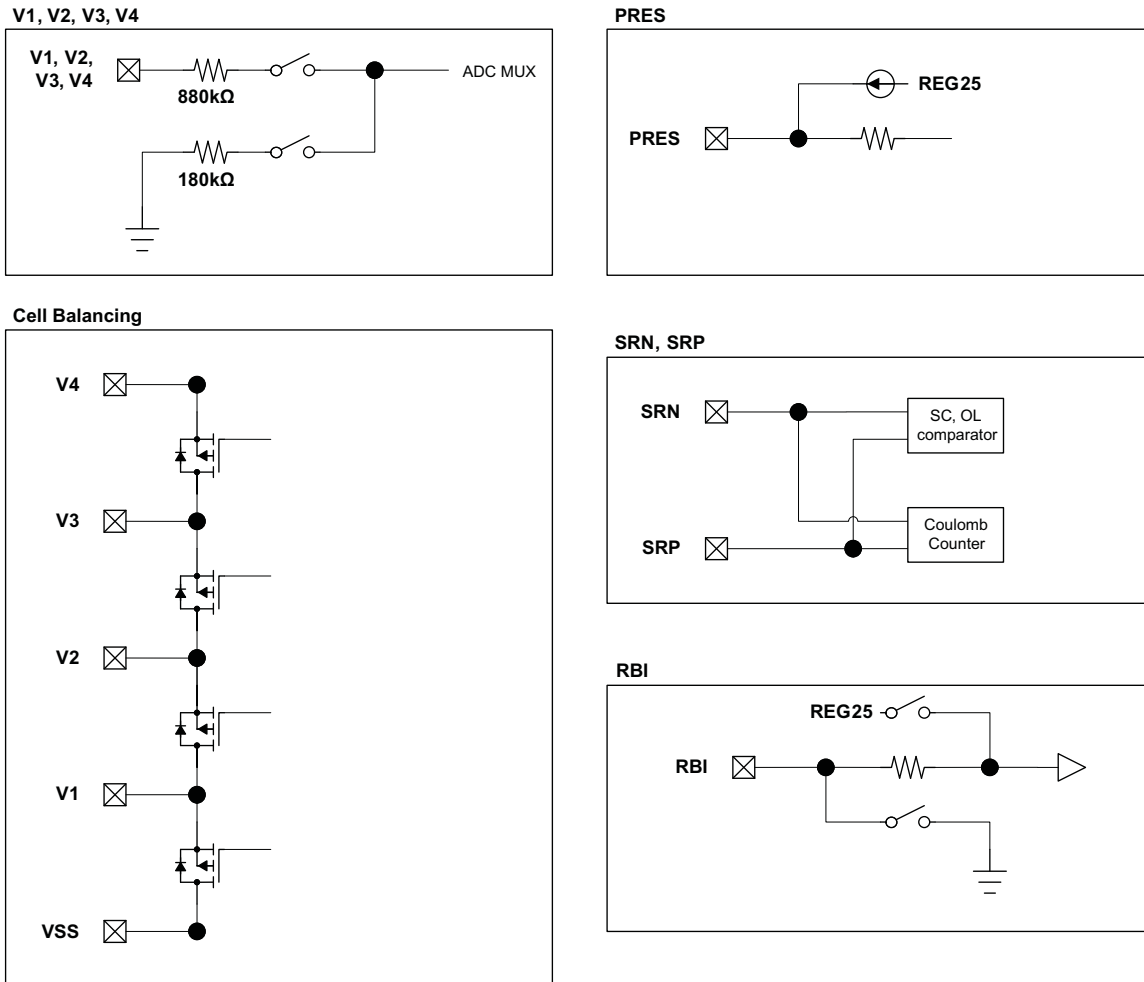 V1, V2, V3, V4
V1, V2,
V3, V4
880kΩ
ADC MUX
180kΩ
PRES
REG25
PRES
Cell Balancing
V4
V3
V2
V1
VSS
SRN, SRP
SRN
SC, OL
comparator
SRP
Coulomb
Counter
RBI
REG25
RBI